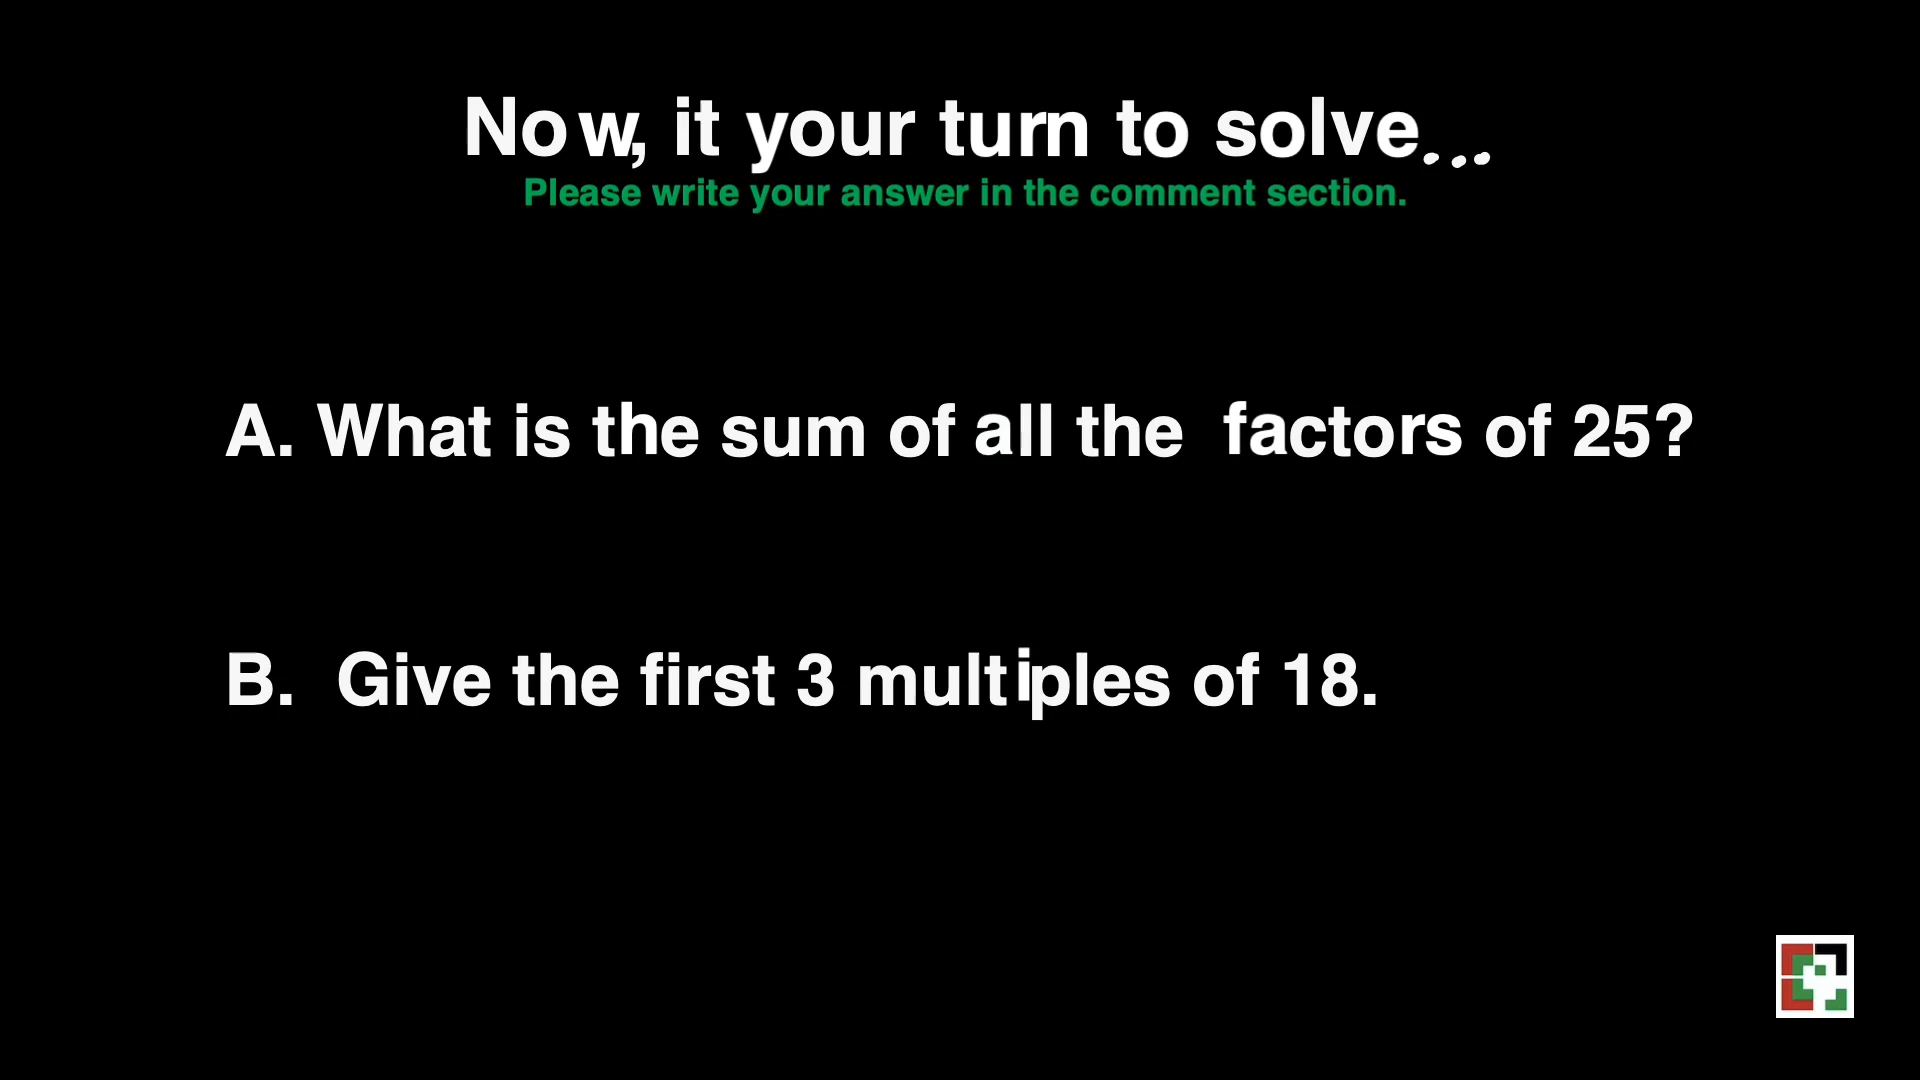 Now, it your turn to solve...
Please write your answer in the comment section.
A. What is the sum of all the factors of 25?
B. Give the first 3 multiples of 18.